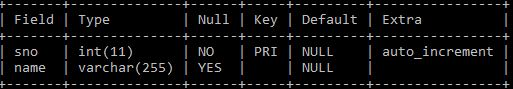 +-------+--------------+------+-----+---------+----------------+
| Field | Type         | Null | Key | Default | Extra          |
+-------+--------------+------+-----+---------+----------------+
| sno   | int(11)      | NO   | PRI | NULL    | auto_increment |
| name  | varchar(255) | YES  |     | NULL    |                |
+-------+--------------+------+-----+---------+----------------+